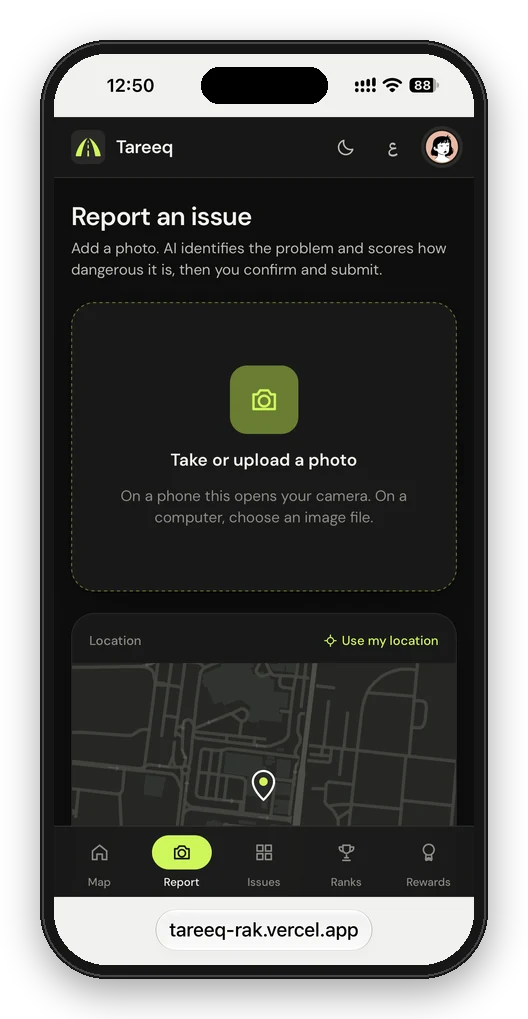 12:50
88
Tareeq
ع
Report an issue
Add a photo. AI identifies the problem and scores how
dangerous it is, then you confirm and submit.
Take or upload a photo
On a phone this opens your camera. On a
computer, choose an image file.
Location
Use my location
Map
Report
Issues
Ranks
Rewards
tareeq-rak.vercel.app